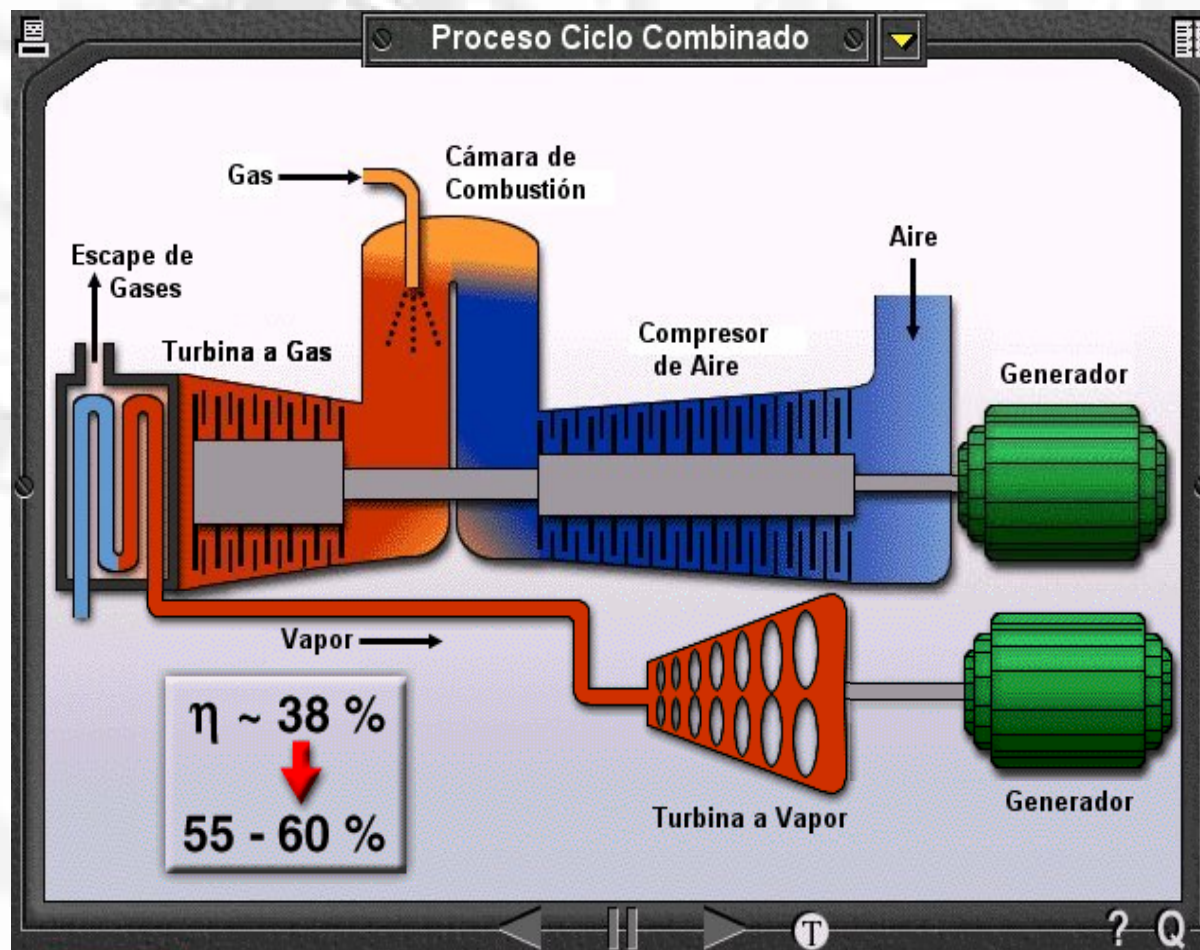 Proceso Ciclo Combinado
Gas
Cámara de
Combustión
Aire
Escape de
Gases
Turbina a Gas
Compresor
de Aire
Generador
Vapor
η ~ 38 %
55 - 60 %
Turbina a Vapor
Generador
T
? Q